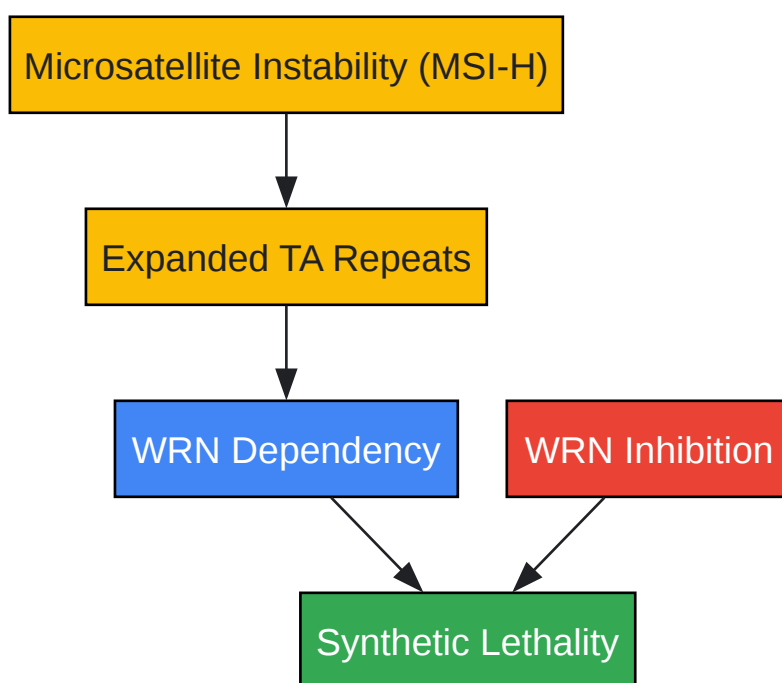 Microsatellite Instability (MSI-H)
Expanded TA Repeats
WRN Dependency
WRN Inhibition
Synthetic Lethality